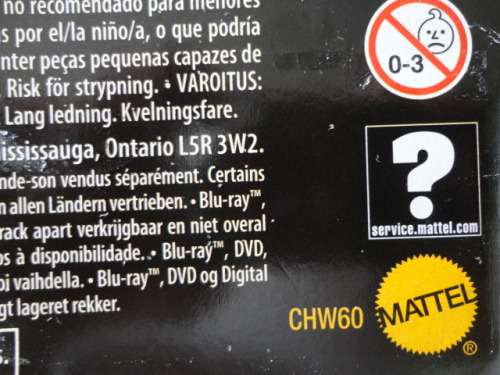 no recomendado para menores
s por el/la niño/a, o que podría
nter peças pequenas capazes de
. Risk för strypning. • VAROITUS:
Lang ledning. Kvelningsfare.
ississauga, Ontario L5R 3W2.
nde-son vendus séparément. Certains
n allen Ländern vertrieben. • Blu-ray™,
rack apart verkrijgbaar en niet overal
os à disponibilidade. • Blu-ray™, DVD,
oi vaihdella. • Blu-ray™, DVD og Digital
gt lageret rekker.
s.
0-3
?
service.mattel.com
CHW60
MATTEL
®